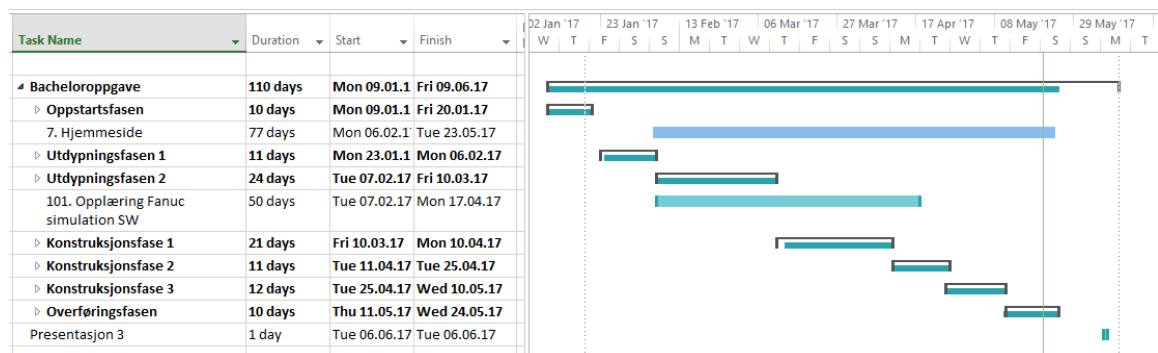 02 Jan '17 23 Jan '17 13 Feb '17 06 Mar '17 27 Mar '17 17 Apr '17 08 May '17 29 May '17
Task Name Duration Start Finish W T F S S M T W T F S S M T W T F S M T
Bacheloroppgave 110 days Mon 09.01.1 Fri 09.06.17
Oppstartsfasen 10 days Mon 09.01.1 Fri 20.01.17
7. Hjemmeside 77 days Mon 06.02.1 Tue 23.05.17
Utdypningsfasen 1 11 days Mon 23.01.1 Mon 06.02.17
Utdypningsfasen 2 24 days Tue 07.02.17 Fri 10.03.17
101. Opplæring Fanuc 50 days Tue 07.02.17 Mon 17.04.17
simulation SW
Konstruksjonsfase 1 21 days Fri 10.03.17 Mon 10.04.17
Konstruksjonsfase 2 11 days Tue 11.04.17 Tue 25.04.17
Konstruksjonsfase 3 12 days Tue 25.04.17 Wed 10.05.17
Overføringsfasen 10 days Thu 11.05.17 Wed 24.05.17
Presentasjon 3 1 day Tue 06.06.17 Tue 06.06.17